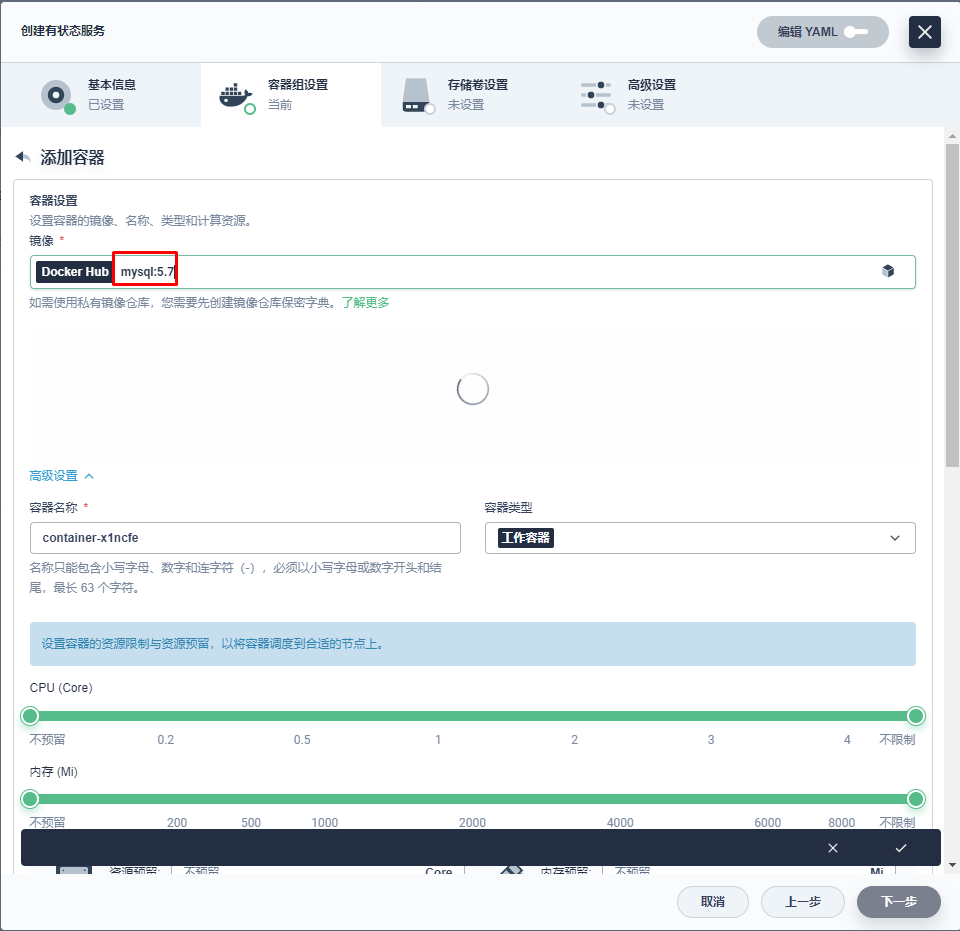 创建有状态服务
编辑 YAML
基本信息
已设置
容器组设置
当前
存储卷设置
未设置
高级设置
未设置
添加容器
容器设置
设置容器的镜像、名称、类型和计算资源。
镜像 *
Docker Hub mysql:5.7
如需使用私有镜像仓库，您需要先创建镜像仓库保密字典。了解更多
高级设置
容器名称 *
容器类型
container-x1ncfe
工作容器
名称只能包含小写字母、数字和连字符（-），必须以小写字母或数字开头和结
尾，最长 63 个字符。
设置容器的资源限制与资源预留，以将容器调度到合适的节点上。
CPU (Core)
不预留 0.2 0.5 1 2 3 4 不限制
内存 (Mi)
不预留 200 500 1000 2000 4000 6000 8000 不限制
资源预留: 不预留 Core 内存预留: 不预留 Mi
取消 上一步 下一步